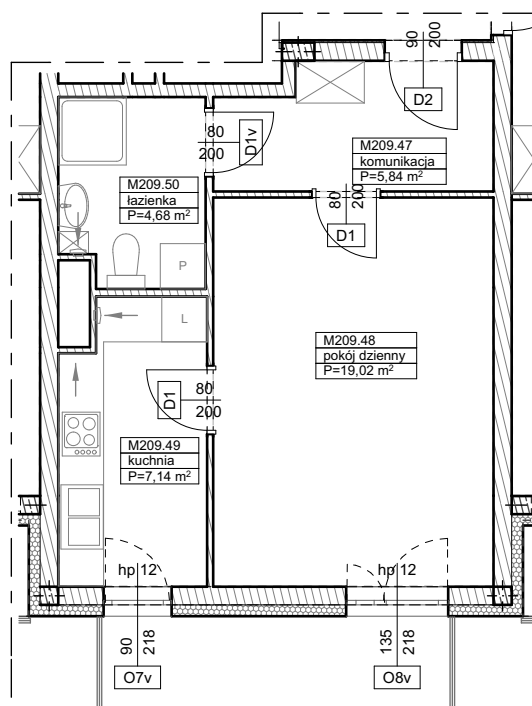 90
200
D2
80
200
D1v
M209.47
komunikacja
P=5,84 m²
M209.50
łazienka
P=4,68 m²
80
200
D1
P
L
M209.48
pokój dzienny
P=19,02 m²
D1
80
200
M209.49
kuchnia
P=7,14 m²
hp 12
hp 12
90
218
135
218
O7v
O8v